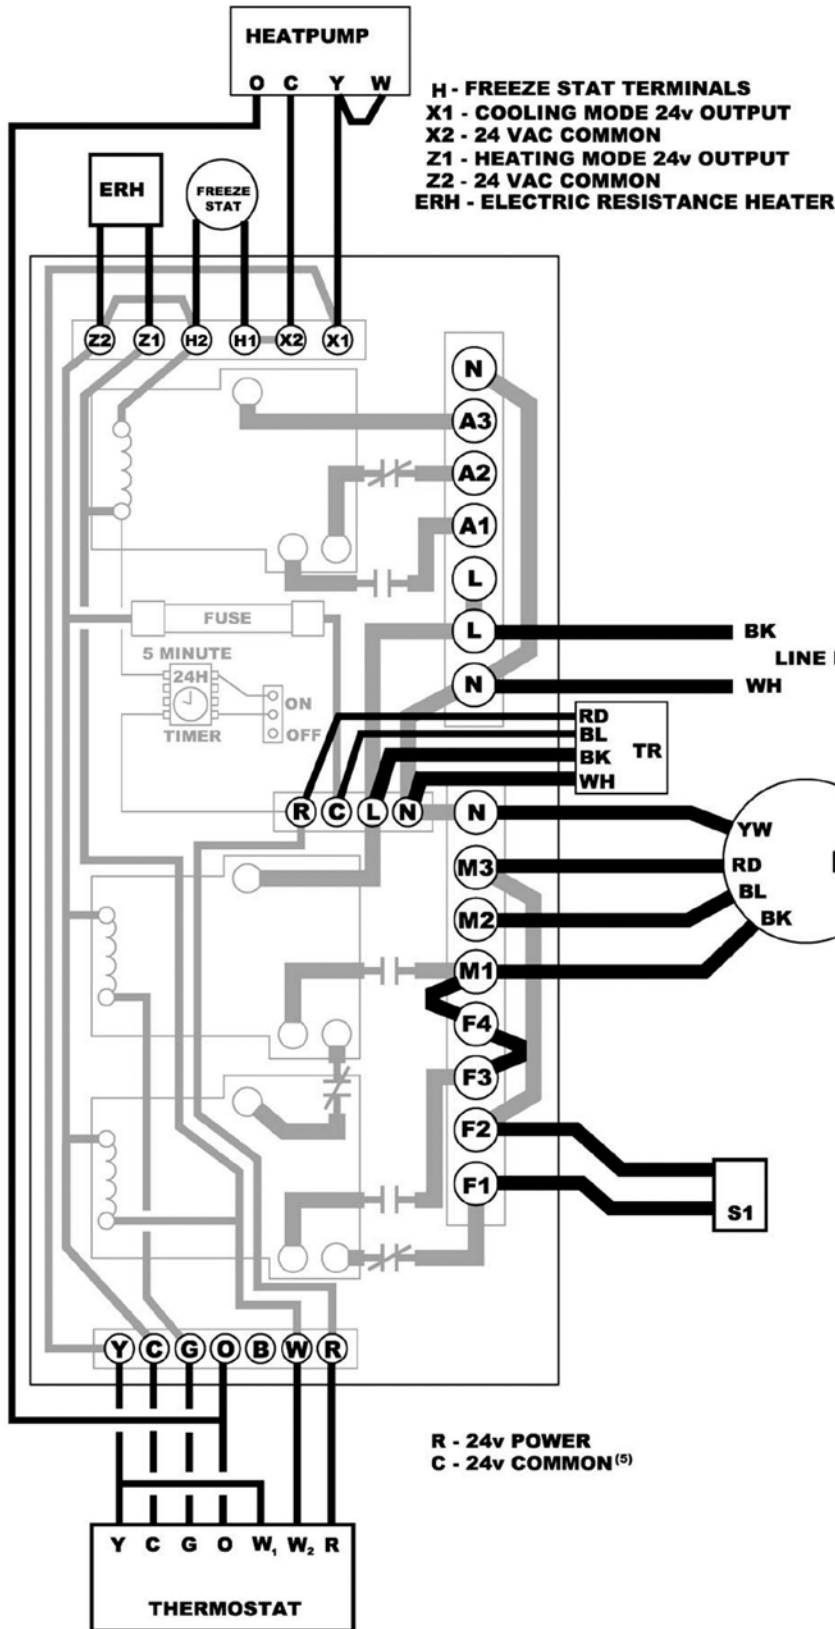 HEATPUMP
O C Y W
H - FREEZE STAT TERMINALS
X1 - COOLING MODE 24v OUTPUT
X2 - 24 VAC COMMON
Z1 - HEATING MODE 24v OUTPUT
Z2 - 24 VAC COMMON
ERH - ELECTRIC RESISTANCE HEATER
ERH
FREEZE
STAT
Z2 Z1 H2 H1 X2 X1
N
A3
A2
A1
L
L
N
BK
LINE
WH
FUSE
5 MINUTE
24H
TIMER
ON
OFF
RD
BL
BK
WH
TR
R C L N
N
M3
M2
M1
F4
F3
F2
F1
YW
RD
BL
BK
S1
Y C G O B W R
R - 24v POWER
C - 24v COMMON(5)
Y C G O W1 W2 R
THERMOSTAT